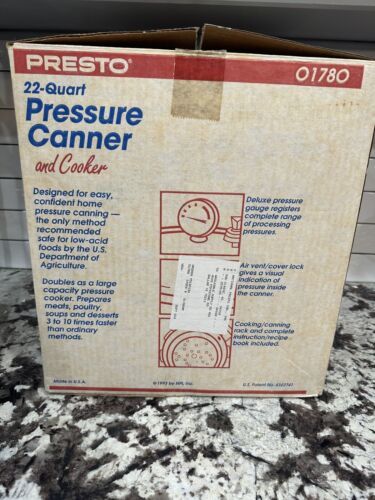 PRESTO® 01780
22-Quart
Pressure
Canner
and Cooker
Designed for easy,
confident home
pressure canning —
the only method
recommended
safe for low-acid
foods by the U.S.
Department of
Agriculture.
Doubles as a large
capacity pressure
cooker. Prepares
meats, poultry,
soups and desserts
3 to 10 times faster
than ordinary
methods.
Deluxe pressure
gauge registers
complete range
of processing
pressures.
Air vent/cover lock
gives a visual
indication of
pressure inside
the canner.
Cooking/canning
rack and complete
instruction/recipe
book included.
Made in U.S.A.
©1993 by NPI, Inc.